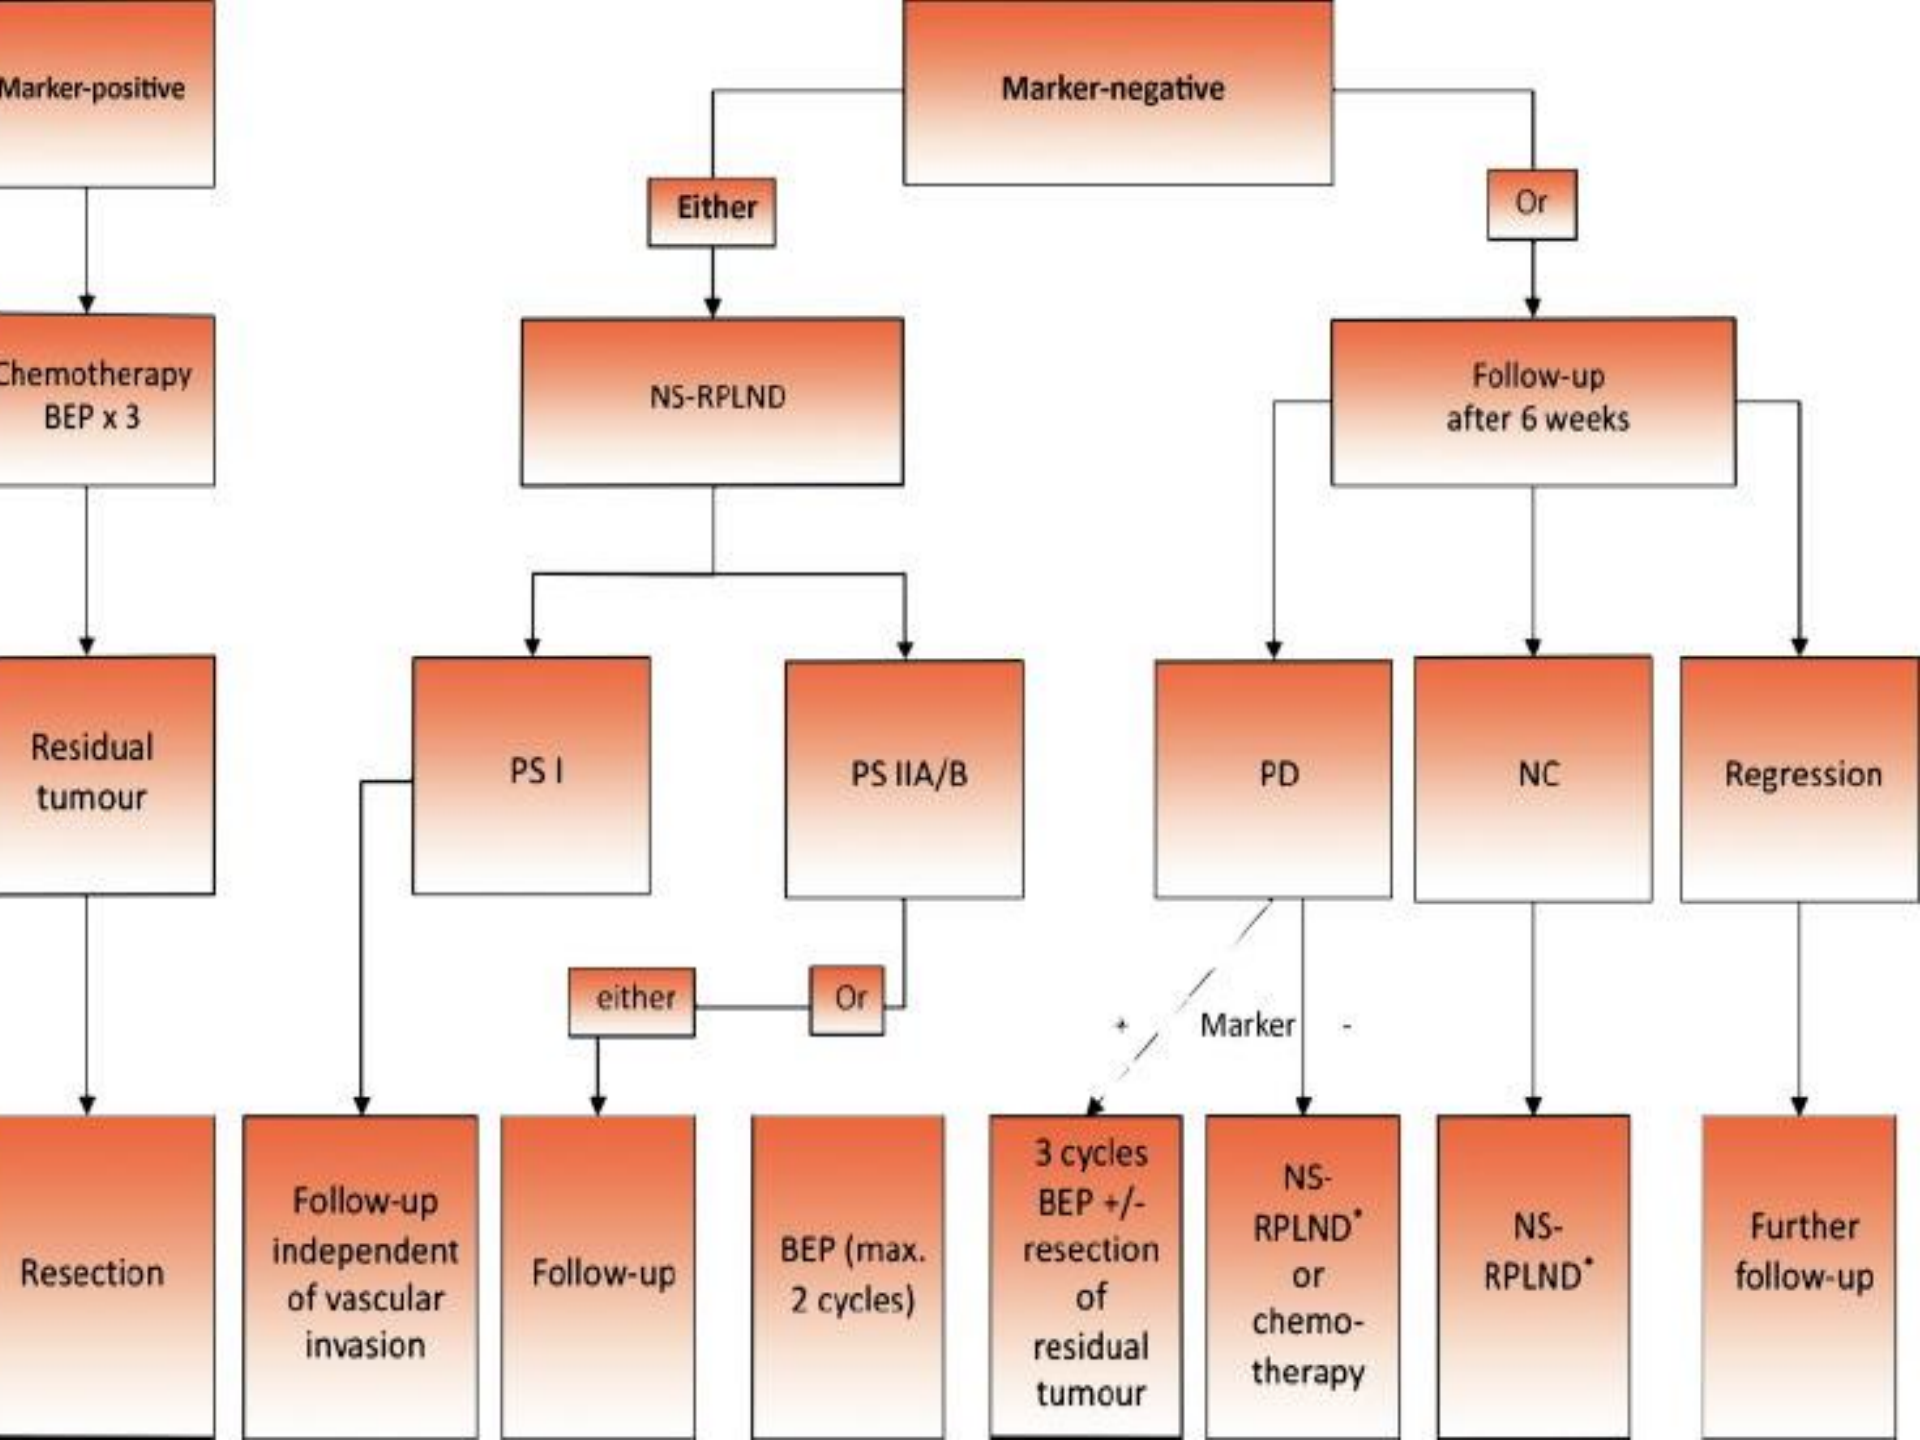 Marker-positive
Marker-negative
Either
Or
Chemotherapy
BEP x 3
NS-RPLND
Follow-up
after 6 weeks
Residual
tumour
PS I
PS IIA/B
PD
NC
Regression
either
Or
+
Marker
-
Resection
Follow-up
independent
of vascular
invasion
Follow-up
BEP (max.
2 cycles)
3 cycles
BEP +/-
resection
of
residual
tumour
NS-
RPLND*
or
chemo-
therapy
NS-
RPLND*
Further
follow-up